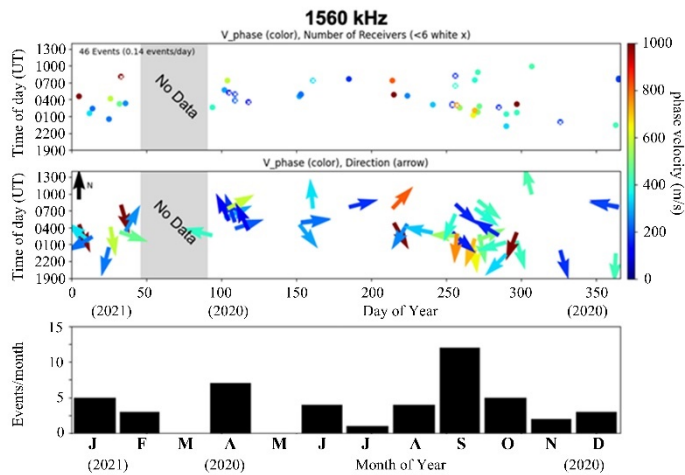 1560 kHz
V_phase (color), Number of Receivers (<6 white x)
46 Events (0.14 events/day)
No Data
Time of day (UT)
1300
1000
0700
0400
0100
2200
1900
1000
800
600
400
200
0
phase velocity (m/s)
V_phase (color), Direction (arrow)
N
No Data
Time of day (UT)
1300
1000
0700
0400
0100
2200
1900
0 50 100 150 200 250 300 350
(2021) (2020) Day of Year (2020)
Events/month
15
10
5
0
J F M A M J J A S O N D
(2021) (2020) Month of Year (2020)